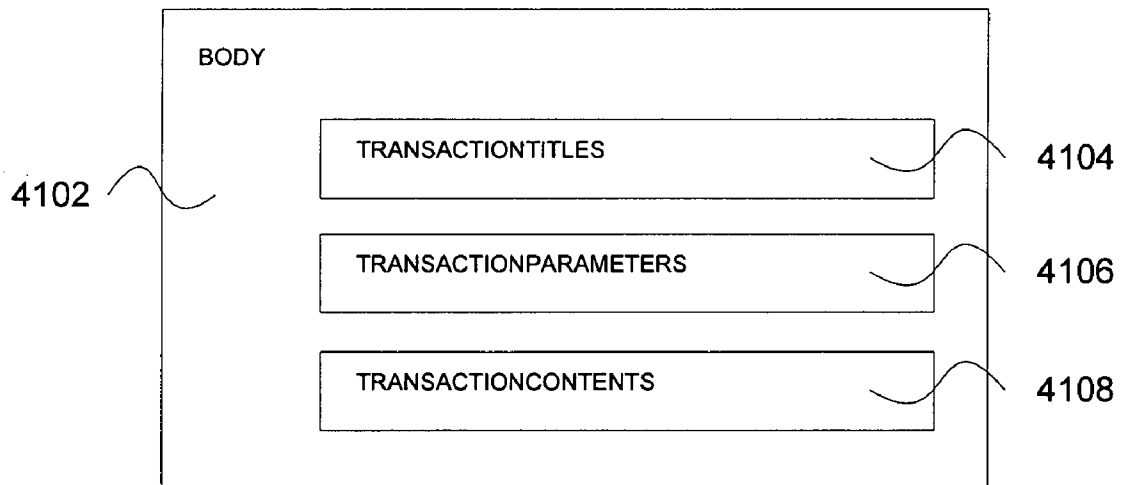 BODY
TRANSACTIONTITLES
4104
4102
TRANSACTIONPARAMETERS
4106
TRANSACTIONCONTENTS
4108